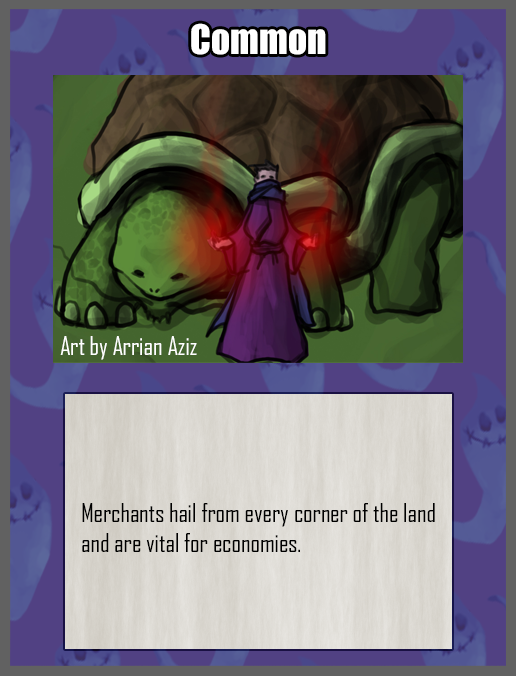 Common
Art by Arrian Aziz
Merchants hail from every corner of the land
and are vital for economies.